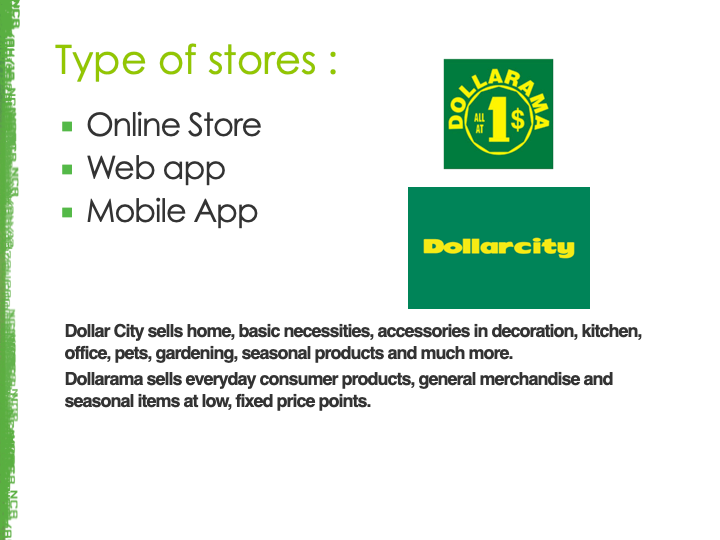 Type of stores :
Online Store
Web app
Mobile App
DOLLARAMA
ALL
AT
1$
Dollarcity
Dollar City sells home, basic necessities, accessories in decoration, kitchen,
office, pets, gardening, seasonal products and much more.
Dollarama sells everyday consumer products, general merchandise and
seasonal items at low, fixed price points.